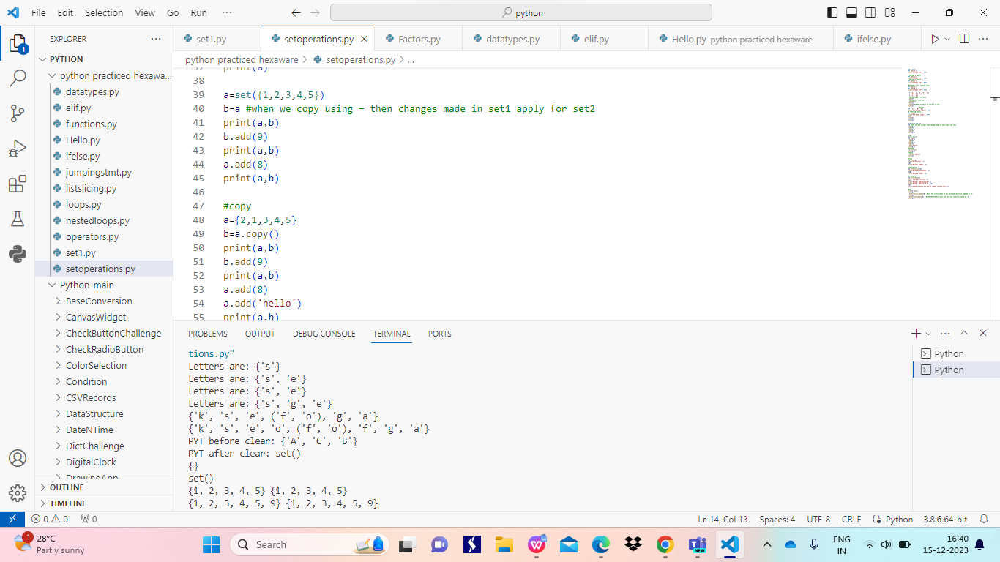 File Edit Selection View Go Run ··· python
EXPLORER ···
PYTHON
python practiced hexawa...
datatypes.py
elif.py
functions.py
Hello.py
ifelse.py
jumpingstmt.py
listslicing.py
loops.py
nestedloops.py
operators.py
set1.py
setoperations.py
Python-main
BaseConversion
CanvasWidget
CheckButtonChallenge
CheckRadioButton
ColorSelection
Condition
CSVRecords
DataStructure
DateNTime
DictChallenge
DigitalClock
DrawingApp
OUTLINE
TIMELINE
1
set1.py setoperations.py Factors.py datatypes.py elif.py Hello.py python practiced hexaware ifelse.py
python practiced hexaware > setoperations.py > ...
37 print(a)
38
39 a=set({1,2,3,4,5})
40 b=a #when we copy using = then changes made in set1 apply for set2
41 print(a,b)
42 b.add(9)
43 print(a,b)
44 a.add(8)
45 print(a,b)
46
47 #copy
48 a={2,1,3,4,5}
49 b=a.copy()
50 print(a,b)
51 b.add(9)
52 print(a,b)
53 a.add(8)
54 a.add('hello')
55 print(a,b)
PROBLEMS OUTPUT DEBUG CONSOLE TERMINAL PORTS
tions.py"
Letters are: {'s'}
Letters are: {'s', 'e'}
Letters are: {'s', 'e'}
Letters are: {'s', 'g', 'e'}
{'k', 's', 'e', ('f', 'o'), 'g', 'a'}
{'k', 's', 'e', 'o', ('f', 'o'), 'f', 'g', 'a'}
PYT before clear: {'A', 'C', 'B'}
PYT after clear: set()
{}
set()
{1, 2, 3, 4, 5} {1, 2, 3, 4, 5}
{1, 2, 3, 4, 5, 9} {1, 2, 3, 4, 5, 9}
Python
Python
0 0 0 Ln 14, Col 13 Spaces: 4 UTF-8 CRLF Python 3.8.6 64-bit
1 28°C
Partly sunny
Search
NEW
ENG
IN
16:40
15-12-2023